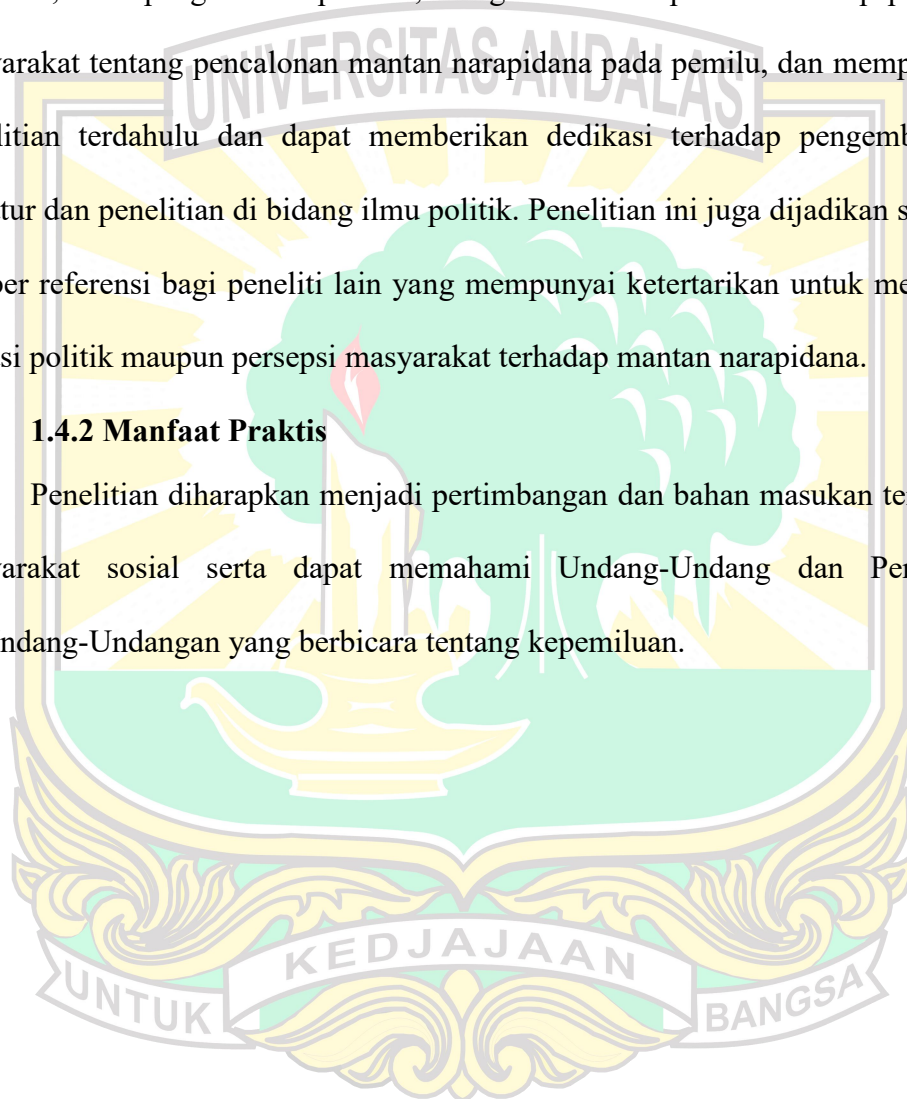 UNIVERSITAS ANDALAS
yarakat tentang pencalonan mantan narapidana pada pemilu, dan memp
litian terdahulu dan dapat memberikan dedikasi terhadap pengemb
tur dan penelitian di bidang ilmu politik. Penelitian ini juga dijadikan s
ber referensi bagi peneliti lain yang mempunyai ketertarikan untuk me
si politik maupun persepsi masyarakat terhadap mantan narapidana.
1.4.2 Manfaat Praktis
Penelitian diharapkan menjadi pertimbangan dan bahan masukan te
yarakat sosial serta dapat memahami Undang-Undang dan Per
ndang-Undangan yang berbicara tentang kepemiluan.
UNTUK KEDJAJAAN BANGSA